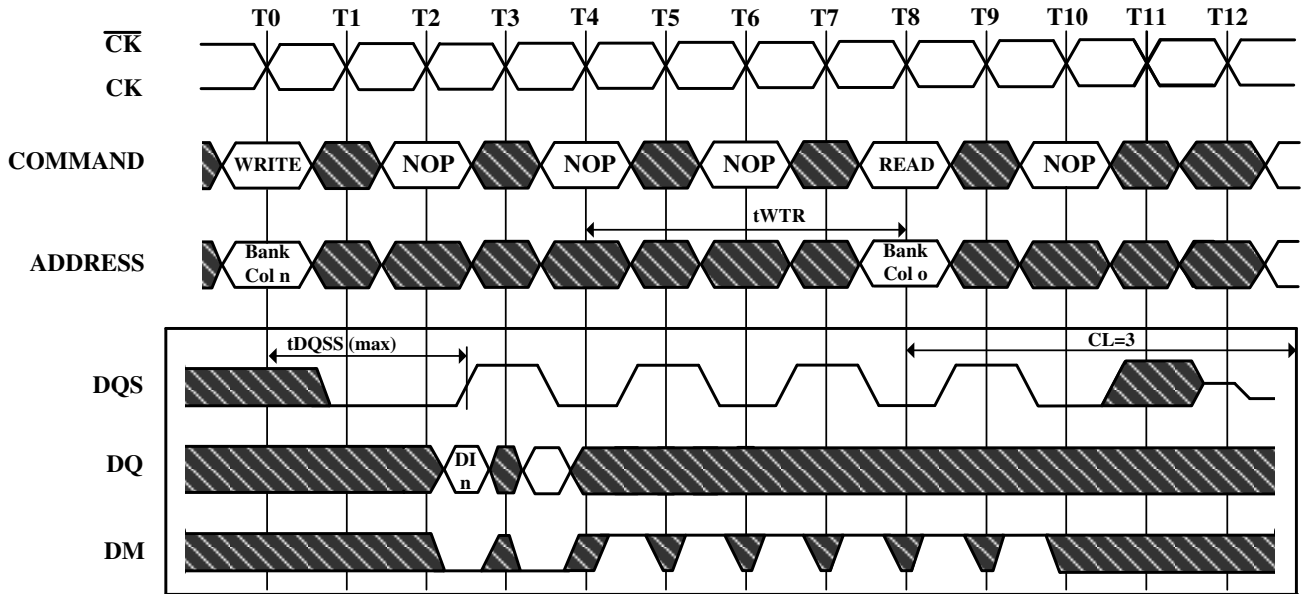 T0 T1 T2 T3 T4 T5 T6 T7 T8 T9 T10 T11 T12
CK
CK
COMMAND WRITE NOP NOP NOP READ NOP
tWTR
ADDRESS Bank Col n Bank Col o
tDQSS (max) CL=3
DQS
DQ DI n
DM